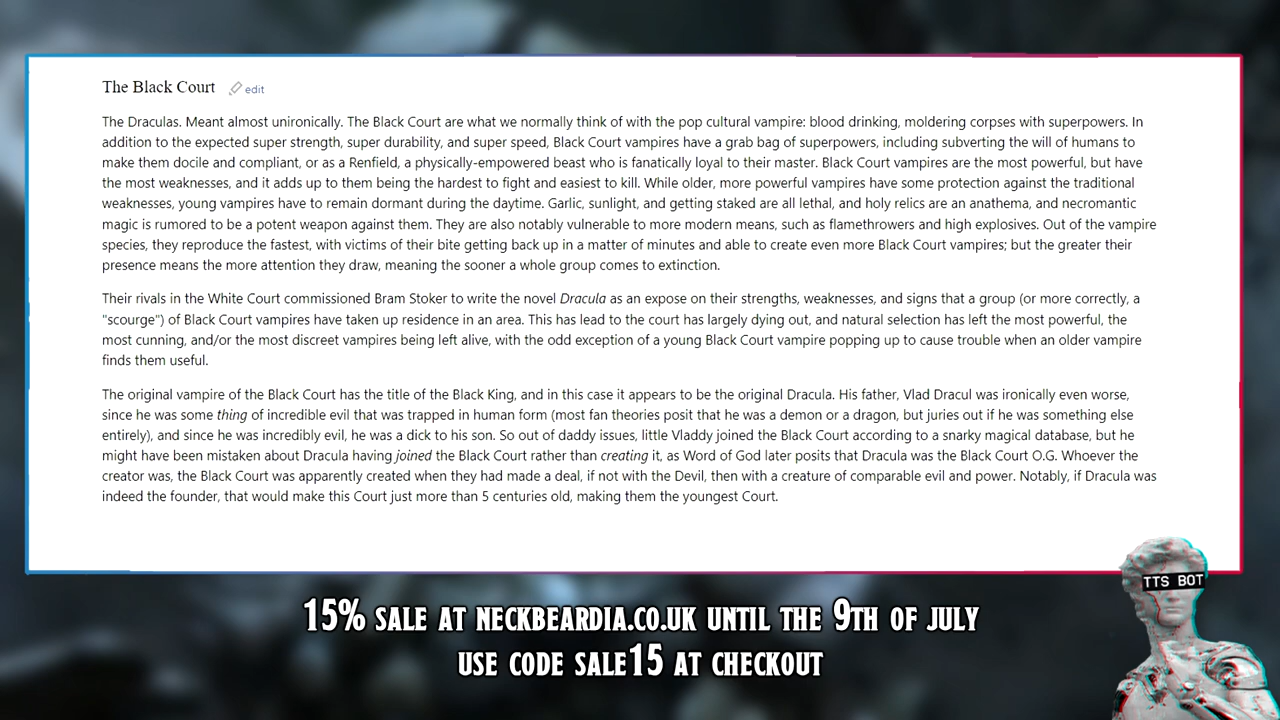 The Black Court edit
The Draculas. Meant almost unironically. The Black Court are what we normally think of with the pop cultural vampire: blood drinking, moldering corpses with superpowers. In
addition to the expected super strength, super durability, and super speed, Black Court vampires have a grab bag of superpowers, including subverting the will of humans to
make them docile and compliant, or as a Renfield, a physically-empowered beast who is fanatically loyal to their master. Black Court vampires are the most powerful, but have
the most weaknesses, and it adds up to them being the hardest to fight and easiest to kill. While older, more powerful vampires have some protection against the traditional
weaknesses, young vampires have to remain dormant during the daytime. Garlic, sunlight, and getting staked are all lethal, and holy relics are an anathema, and necromantic
magic is rumored to be a potent weapon against them. They are also notably vulnerable to more modern means, such as flamethrowers and high explosives. Out of the vampire
species, they reproduce the fastest, with victims of their bite getting back up in a matter of minutes and able to create even more Black Court vampires; but the greater their
presence means the more attention they draw, meaning the sooner a whole group comes to extinction.
Their rivals in the White Court commissioned Bram Stoker to write the novel Dracula as an expose on their strengths, weaknesses, and signs that a group (or more correctly, a
"scourge") of Black Court vampires have taken up residence in an area. This has lead to the court has largely dying out, and natural selection has left the most powerful, the
most cunning, and/or the most discreet vampires being left alive, with the odd exception of a young Black Court vampire popping up to cause trouble when an older vampire
finds them useful.
The original vampire of the Black Court has the title of the Black King, and in this case it appears to be the original Dracula. His father, Vlad Dracul was ironically even worse,
since he was some thing of incredible evil that was trapped in human form (most fan theories posit that he was a demon or a dragon, but juries out if he was something else
entirely), and since he was incredibly evil, he was a dick to his son. So out of daddy issues, little Vladdy joined the Black Court according to a snarky magical database, but he
might have been mistaken about Dracula having joined the Black Court rather than creating it, as Word of God later posits that Dracula was the Black Court O.G. Whoever the
creator was, the Black Court was apparently created when they had made a deal, if not with the Devil, then with a creature of comparable evil and power. Notably, if Dracula was
indeed the founder, that would make this Court just more than 5 centuries old, making them the youngest Court.
TTS BOT
15% SALE AT NECKBEARDIA.CO.UK UNTIL THE 9TH OF JULY
USE CODE SALE15 AT CHECKOUT